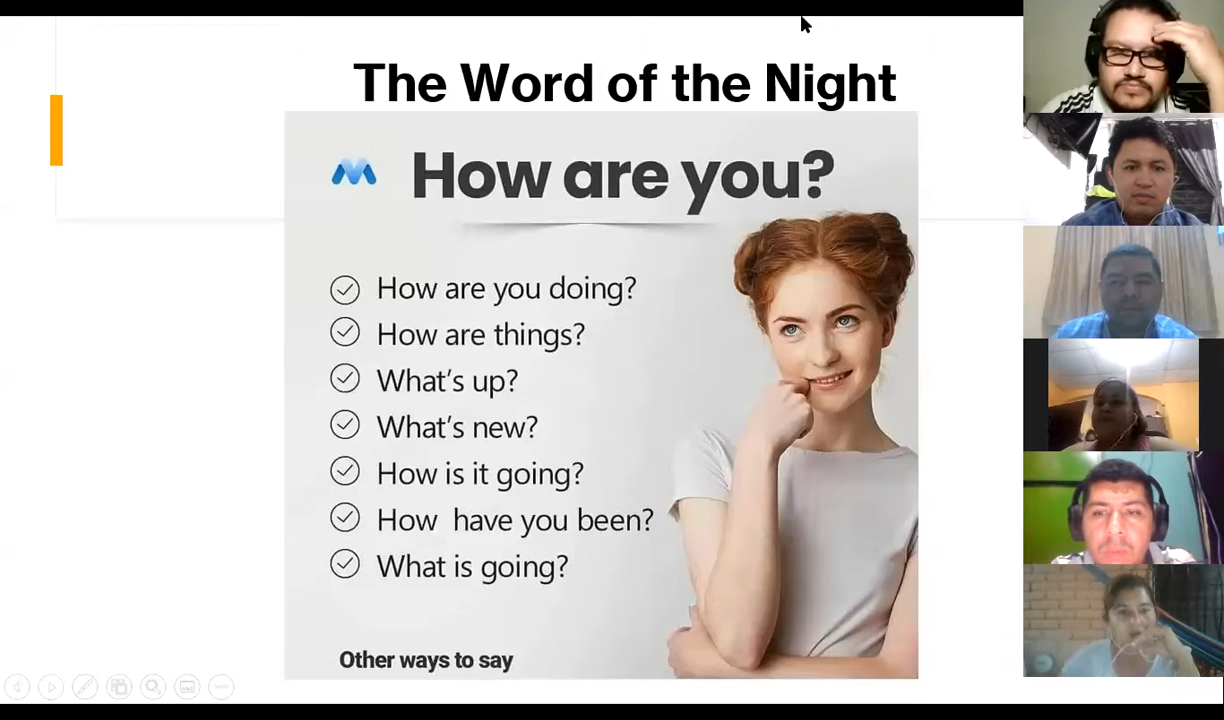 The Word of the Night
How are you?
How are you doing?
How are things?
What's up?
What's new?
How is it going?
How have you been?
What is going?
Other ways to say